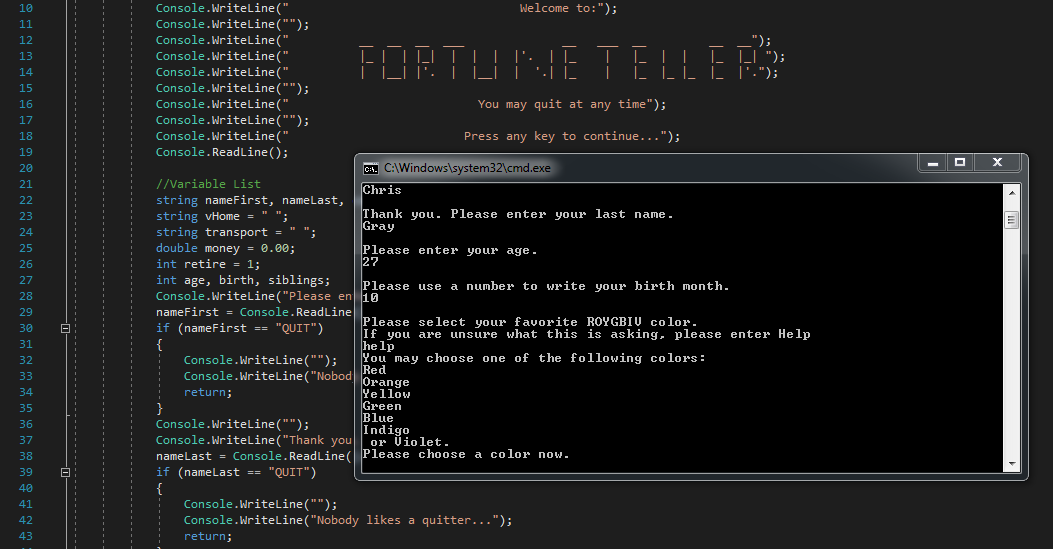 10 Console.WriteLine(" Welcome to:");
11 Console.WriteLine("");
12 Console.WriteLine(" __ __ __ ___ __ ___ __ __ __");
13 Console.WriteLine(" |_ | | |_| | | | |'. | |_ | |_ | | |_ |_| ");
14 Console.WriteLine(" | |__| |'. | |__| | '.| |_ | |_ |_ |_ |_ |'.");
15 Console.WriteLine("");
16 Console.WriteLine(" You may quit at any time");
17 Console.WriteLine("");
18 Console.WriteLine(" Press any key to continue...");
19 Console.ReadLine();
20
21 //Variable List
22 string nameFirst, nameLast,
23 string vHome = " ";
24 string transport = " ";
25 double money = 0.00;
26 int retire = 1;
27 int age, birth, siblings;
28 Console.WriteLine("Please en
29 nameFirst = Console.ReadLine
30 if (nameFirst == "QUIT")
31 {
32 Console.WriteLine("");
33 Console.WriteLine("Nobod
34 return;
35 }
36 Console.WriteLine("");
37 Console.WriteLine("Thank you
38 nameLast = Console.ReadLine(
39 if (nameLast == "QUIT")
40 {
41 Console.WriteLine("");
42 Console.WriteLine("Nobody likes a quitter...");
43 return;
C:\Windows\system32\cmd.exe
Chris
Thank you. Please enter your last name.
Gray
Please enter your age.
27
Please use a number to write your birth month.
10
Please select your favorite ROYGBIV color.
If you are unsure what this is asking, please enter Help
help
You may choose one of the following colors:
Red
Orange
Yellow
Green
Blue
Indigo
or Violet.
Please choose a color now.